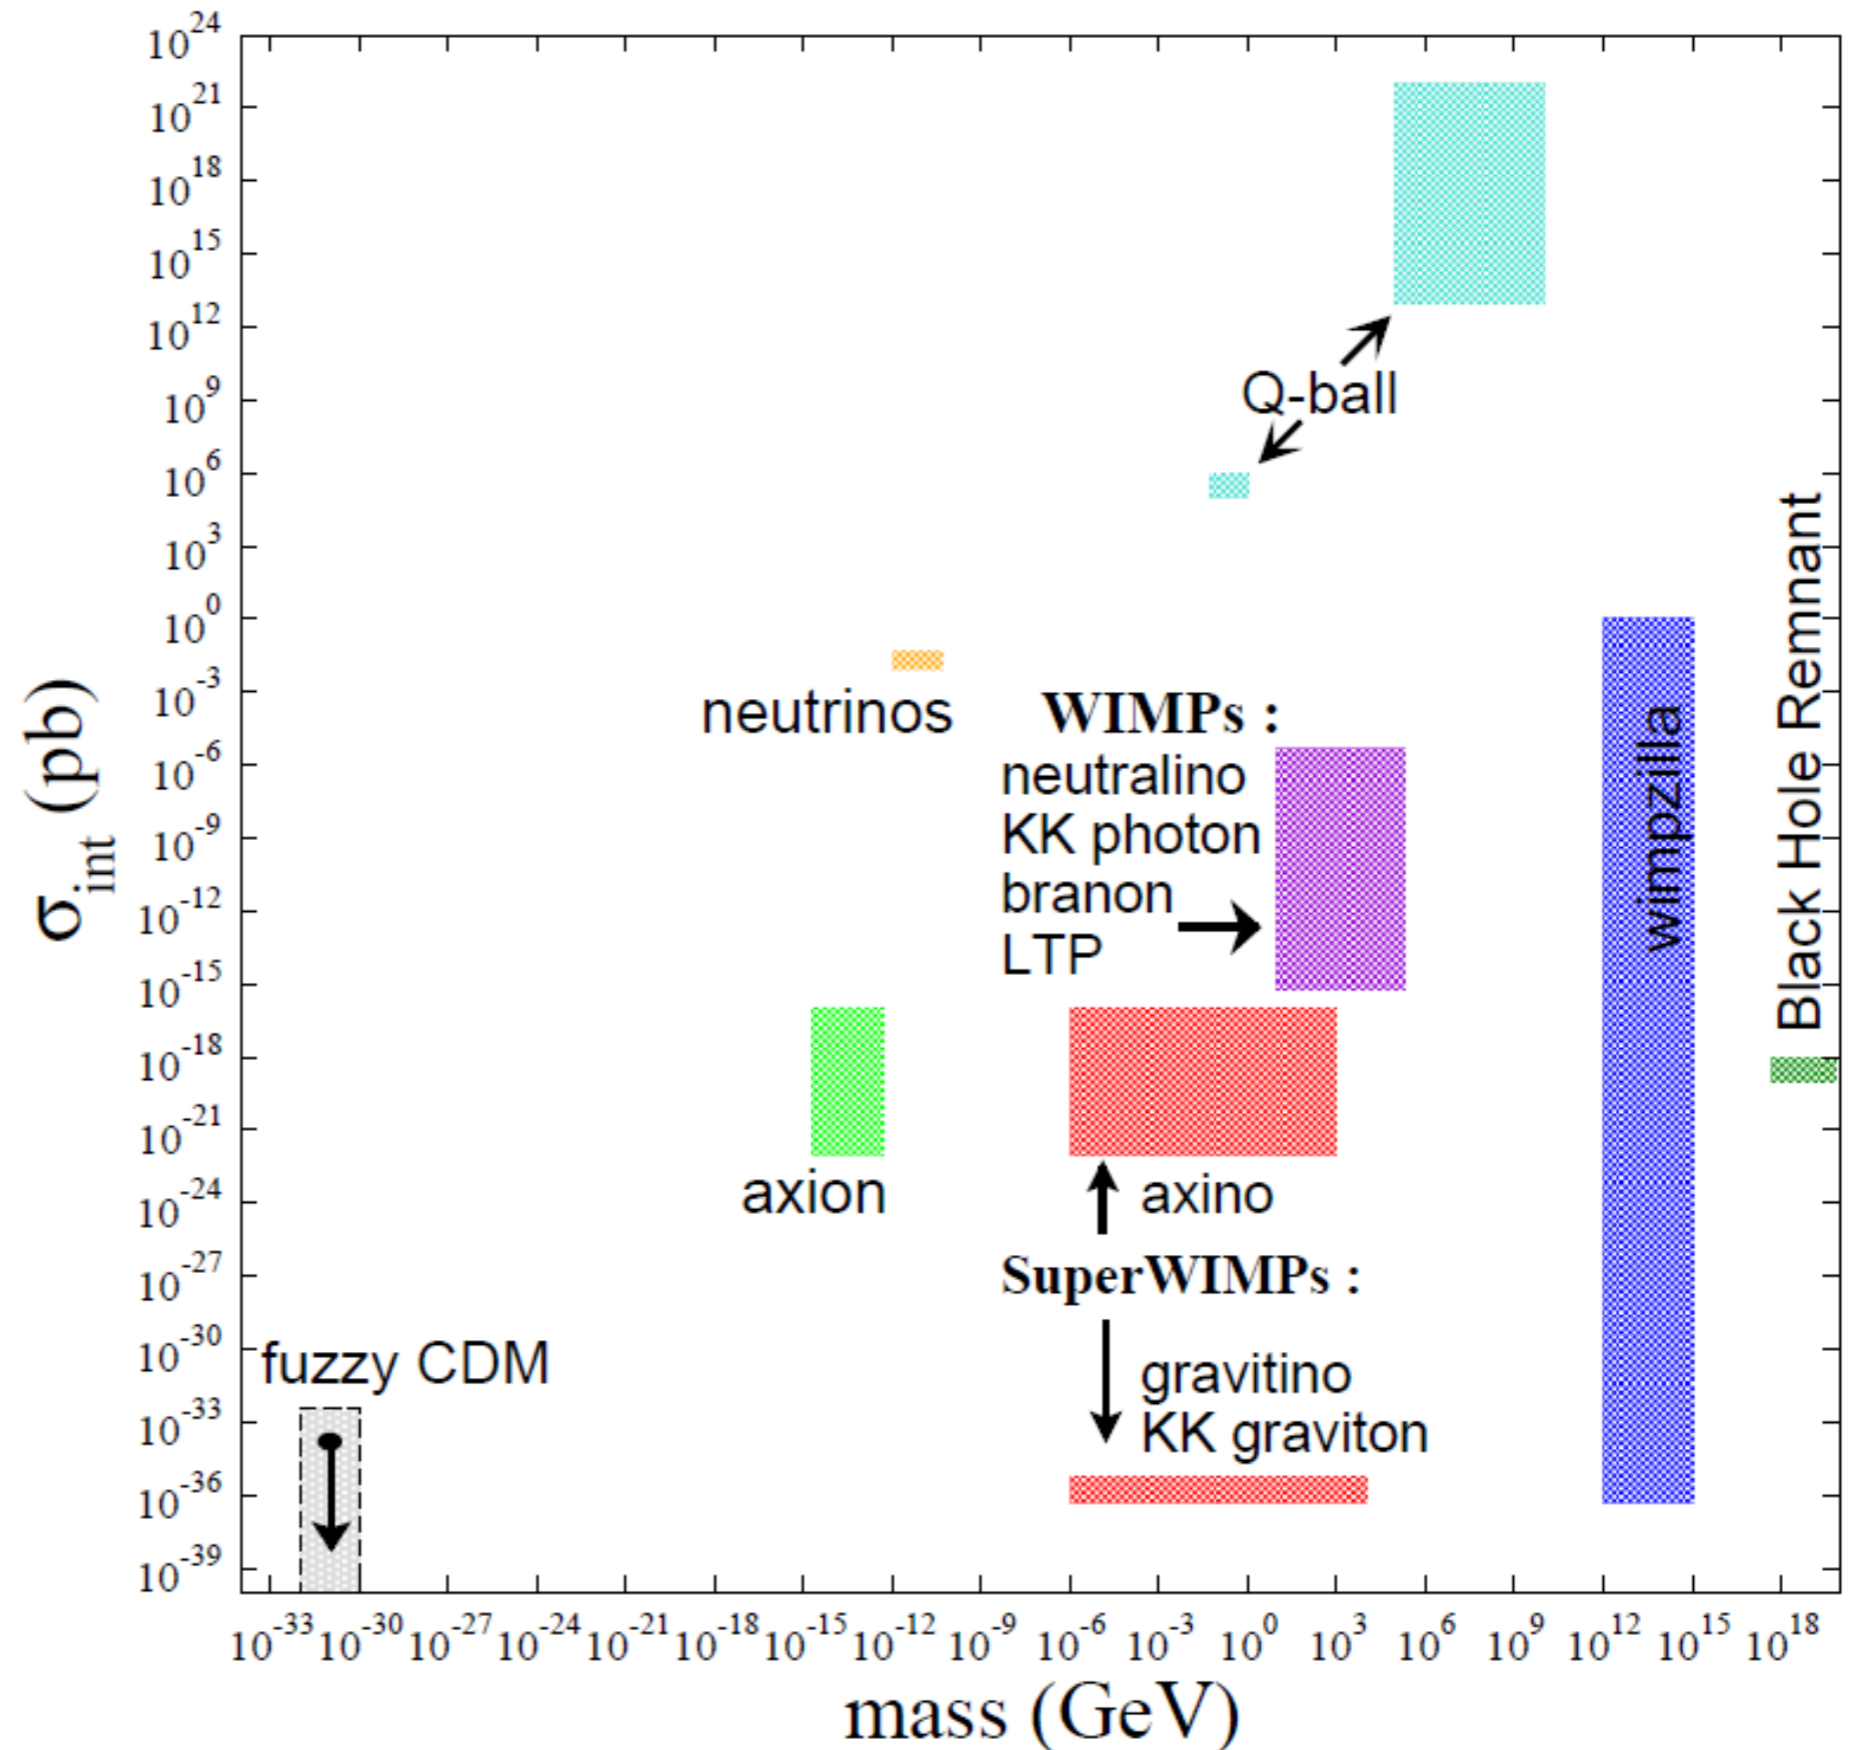 10^24
10^21
10^18
10^15
10^12
10^9
10^6
10^3
10^0
10^-3
10^-6
10^-9
10^-12
10^-15
10^-18
10^-21
10^-24
10^-27
10^-30
10^-33
10^-36
10^-39
σ_int (pb)
Q-ball
neutrinos
WIMPs :
neutralino
KK photon
branon
LTP
wimpzilla
Black Hole Remnant
axion
axino
SuperWIMPs :
gravitino
KK graviton
fuzzy CDM
10^-33 10^-30 10^-27 10^-24 10^-21 10^-18 10^-15 10^-12 10^-9 10^-6 10^-3 10^0 10^3 10^6 10^9 10^12 10^15 10^18
mass (GeV)